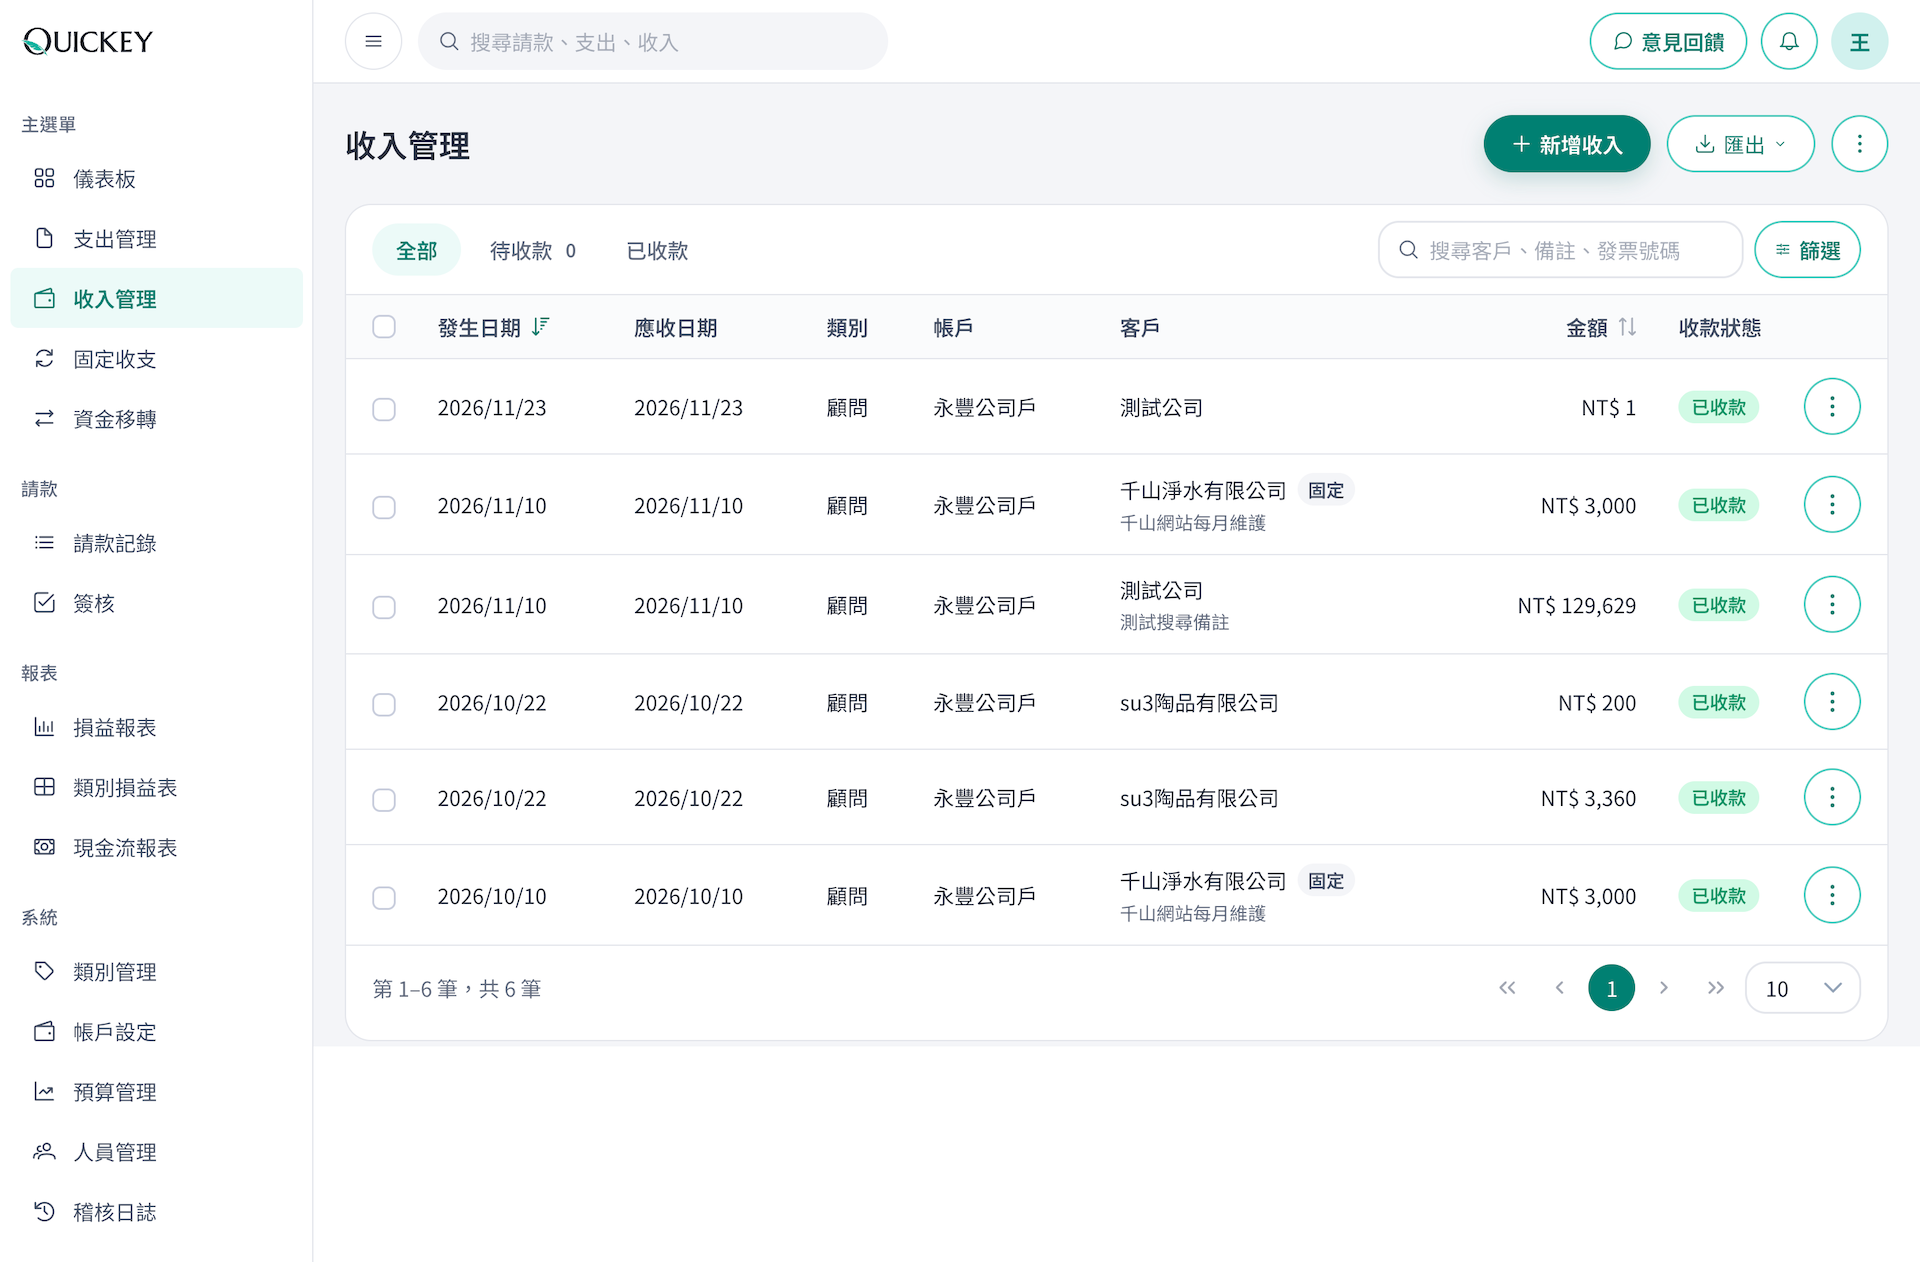 QUICKEY
搜尋請款、支出、收入
意見回饋
王
主選單
儀表板
支出管理
收入管理
固定收支
資金移轉
請款
請款記錄
簽核
報表
損益報表
類別損益表
現金流報表
系統
類別管理
帳戶設定
預算管理
人員管理
稽核日誌
收入管理
新增收入
匯出
全部 待收款 0 已收款
搜尋客戶、備註、發票號碼
篩選
發生日期 應收日期 類別 帳戶 客戶 金額 收款狀態
2026/11/23 2026/11/23 顧問 永豐公司戶 測試公司 NT$ 1 已收款
2026/11/10 2026/11/10 顧問 永豐公司戶 千山淨水有限公司 固定 NT$ 3,000 已收款
千山網站每月維護
2026/11/10 2026/11/10 顧問 永豐公司戶 測試公司 NT$ 129,629 已收款
測試搜尋備註
2026/10/22 2026/10/22 顧問 永豐公司戶 su3陶品有限公司 NT$ 200 已收款
2026/10/22 2026/10/22 顧問 永豐公司戶 su3陶品有限公司 NT$ 3,360 已收款
2026/10/10 2026/10/10 顧問 永豐公司戶 千山淨水有限公司 固定 NT$ 3,000 已收款
千山網站每月維護
第 1–6 筆，共 6 筆
1
10